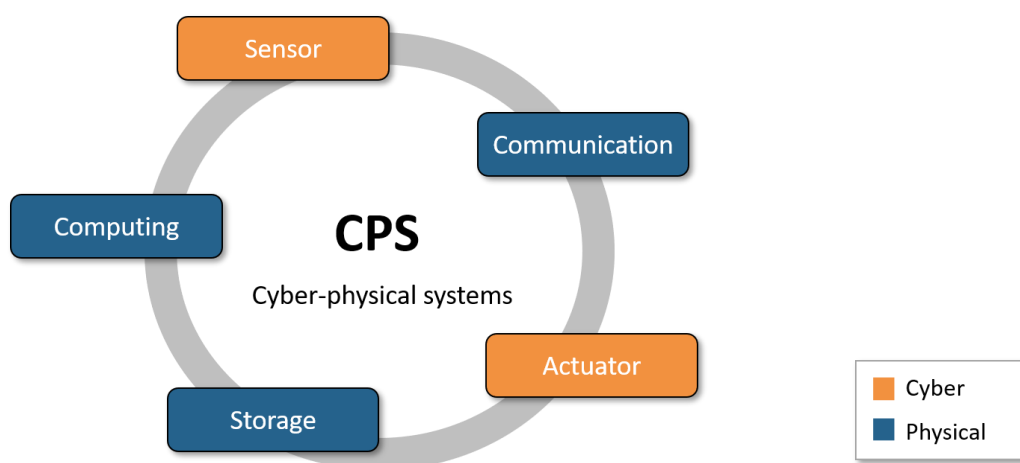 Sensor
Communication
Computing
CPS
Cyber-physical systems
Actuator
Storage
Cyber
Physical